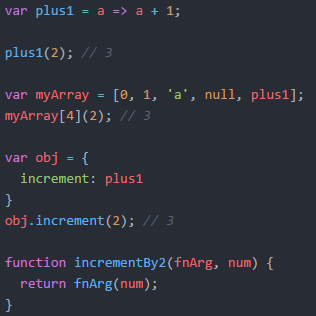 var plus1 = a => a + 1;
plus1(2); // 3
var myArray = [0, 1, 'a', null, plus1];
myArray[4](2); // 3
var obj = {
  increment: plus1
}
obj.increment(2); // 3
function incrementBy2(fnArg, num) {
  return fnArg(num);
}